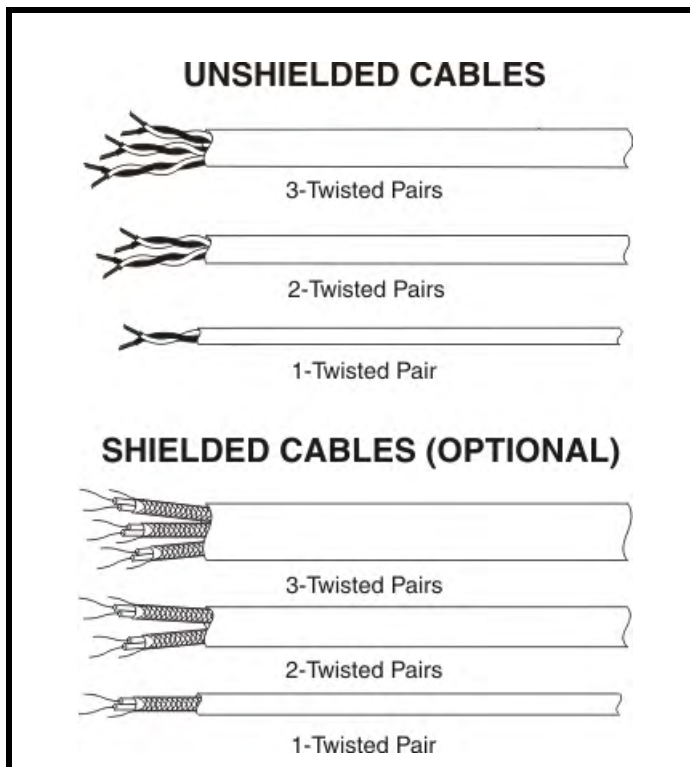 UNSHIELDED CABLES
3-Twisted Pairs
2-Twisted Pairs
1-Twisted Pair
SHIELDED CABLES (OPTIONAL)
3-Twisted Pairs
2-Twisted Pairs
1-Twisted Pair